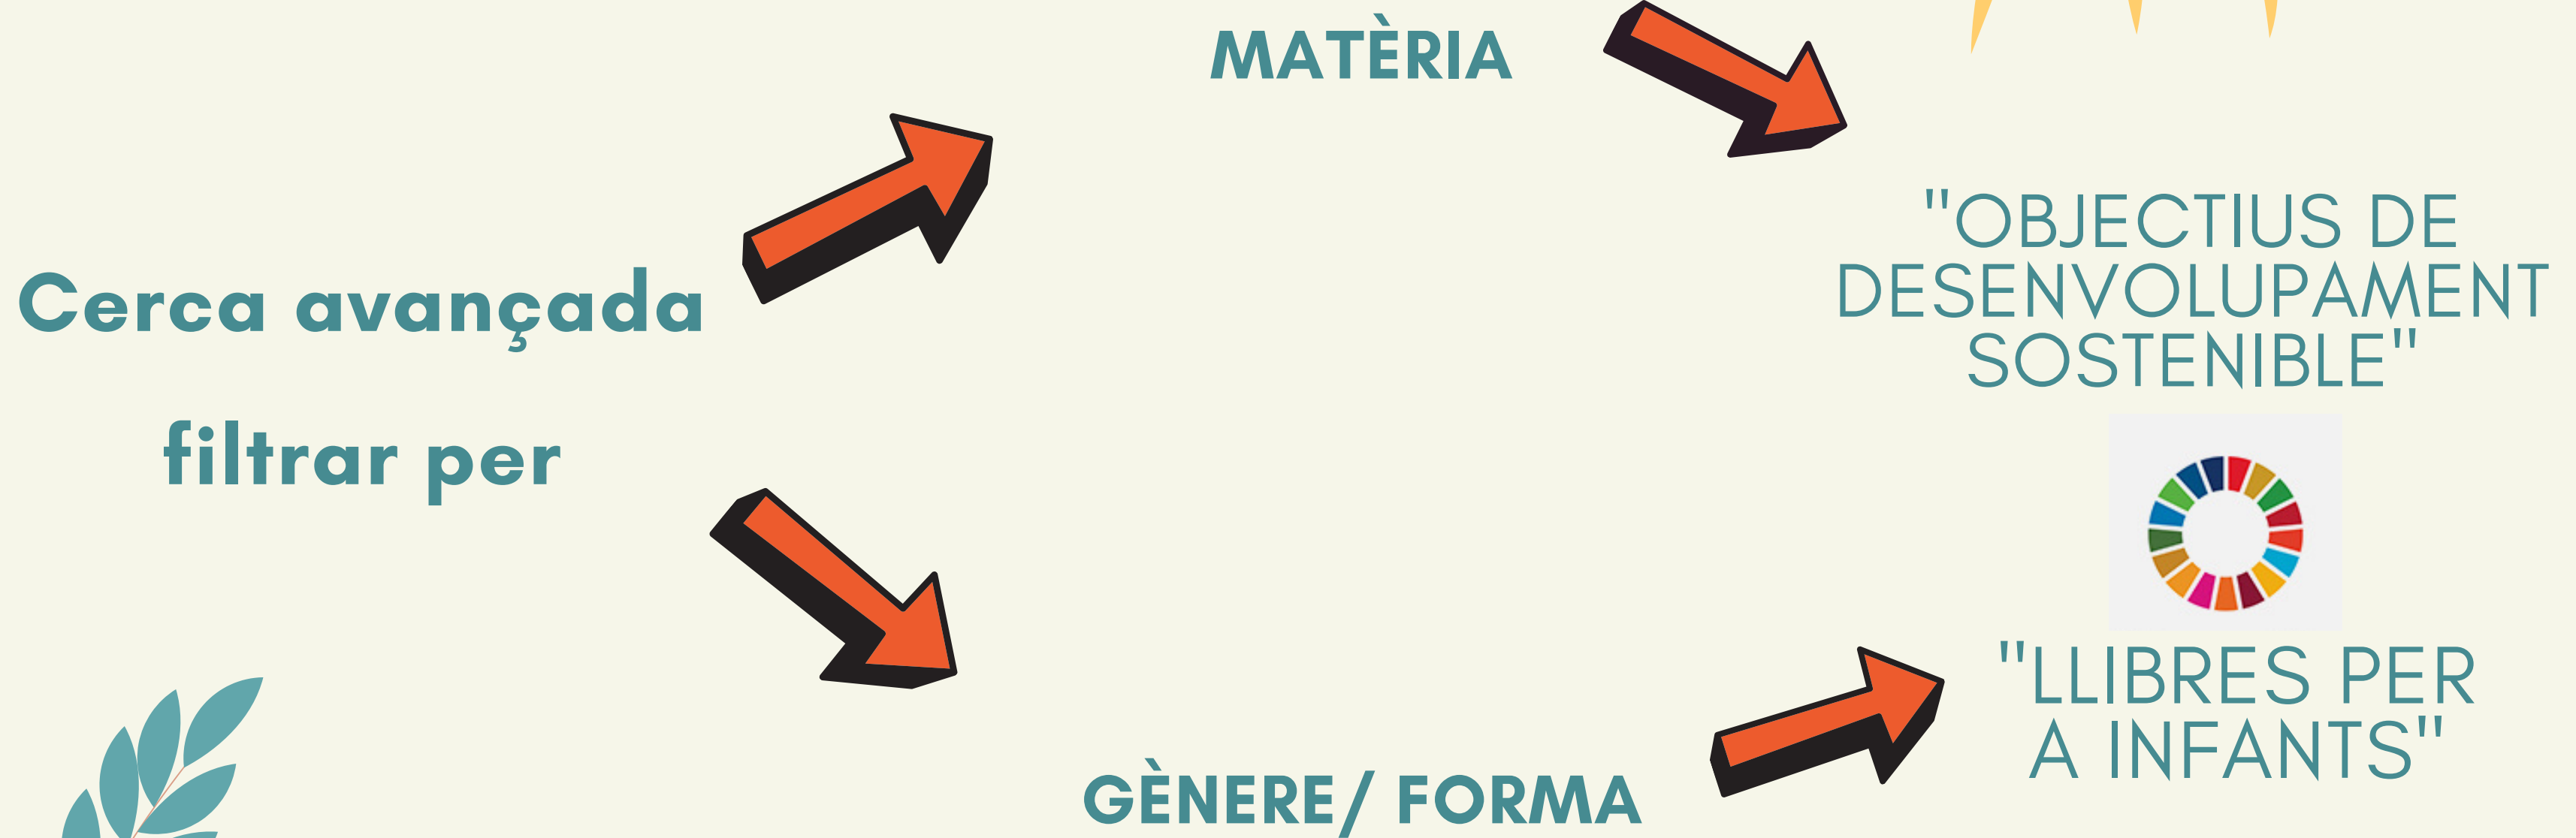 MATÈRIA
"OBJECTIUS DE
DESENVOLUPAMENT
SOSTENIBLE"
Cerca avançada
filtrar per
"LLIBRES PER
A INFANTS"
GÈNERE/ FORMA